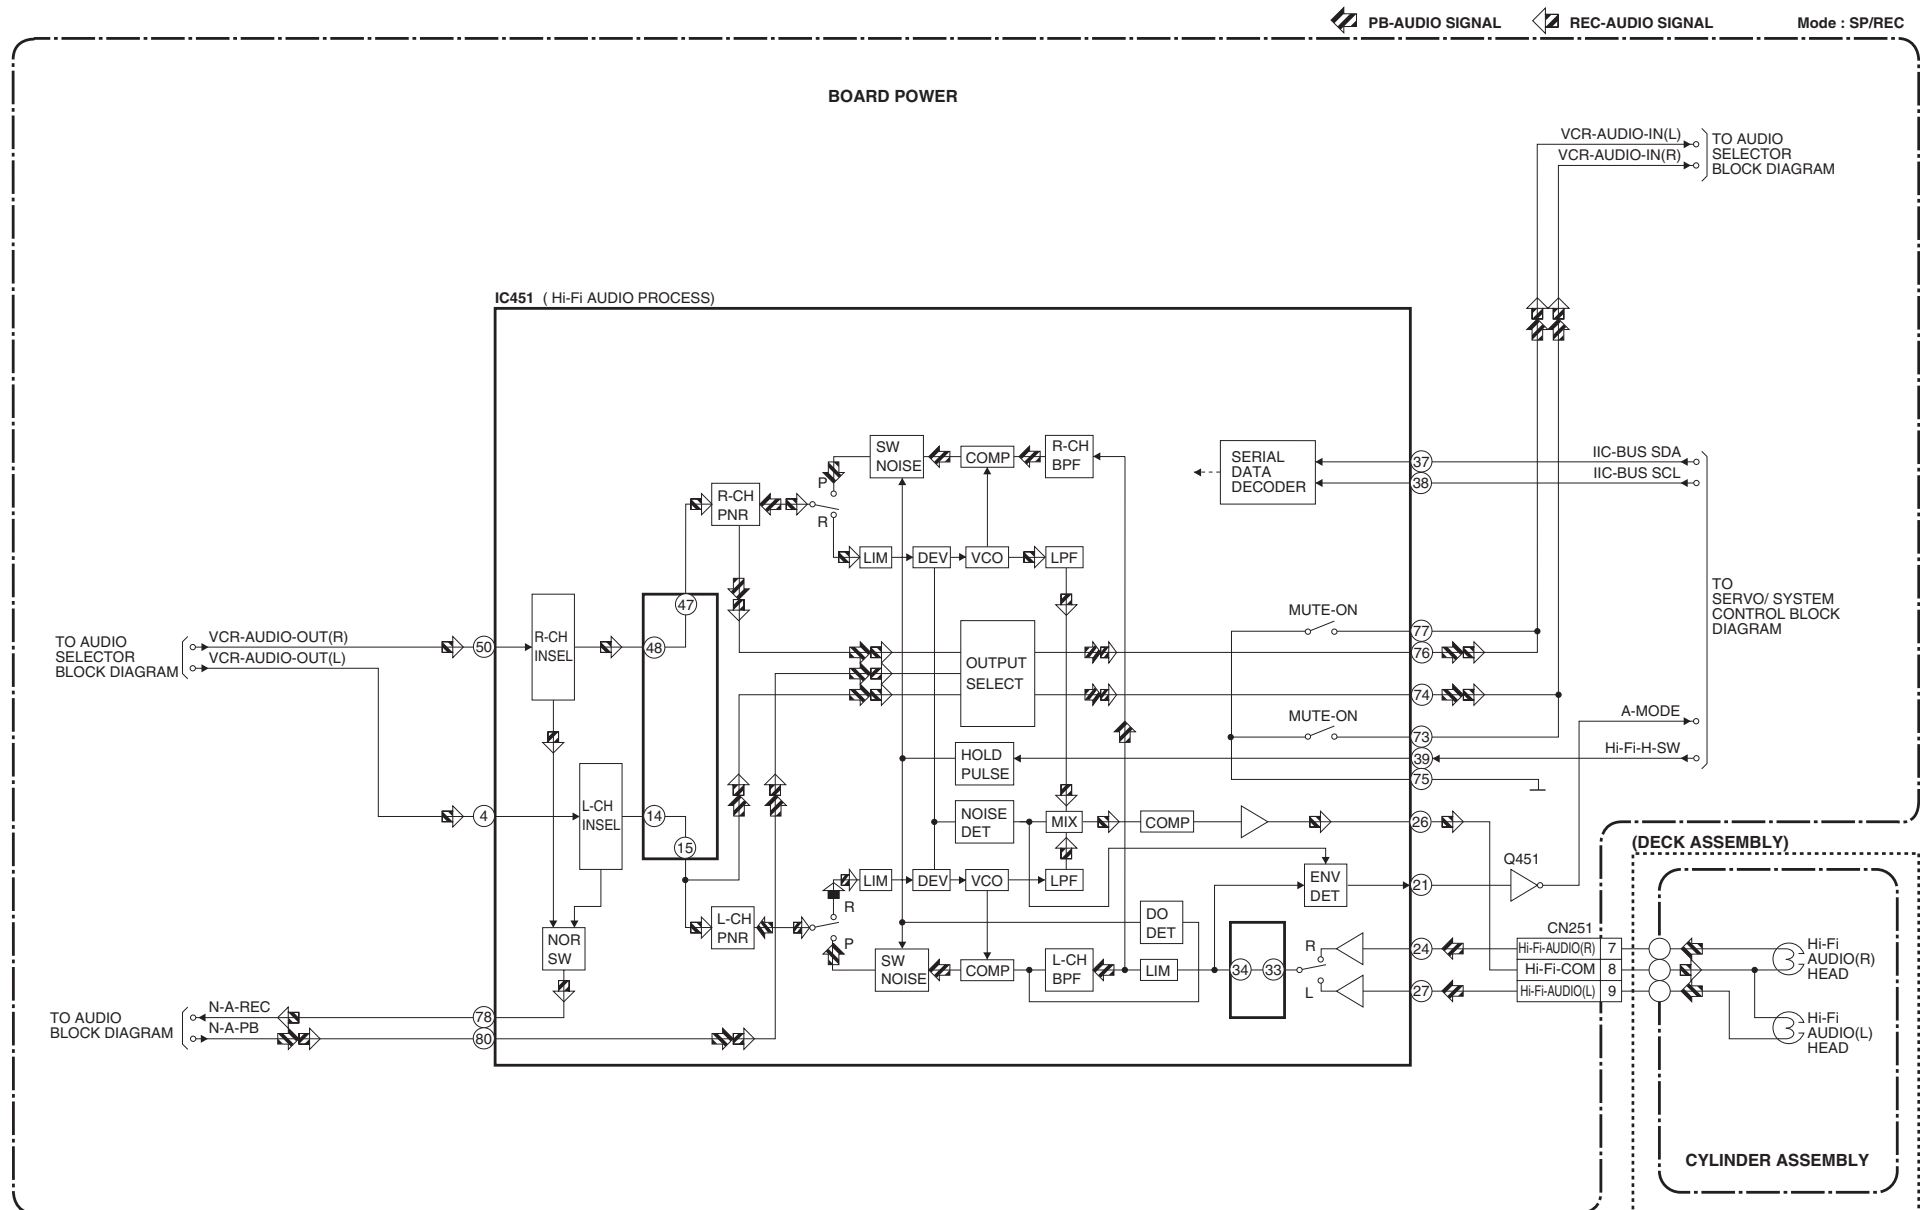 PB-AUDIO SIGNAL
REC-AUDIO SIGNAL
Mode : SP/REC
BOARD POWER
VCR-AUDIO-IN(L)
VCR-AUDIO-IN(R)
TO AUDIO
SELECTOR
BLOCK DIAGRAM
IC451 ( Hi-Fi AUDIO PROCESS)
SW
NOISE
COMP
R-CH
BPF
SERIAL
DATA
DECODER
37
38
IIC-BUS SDA
IIC-BUS SCL
P
R
R-CH
PNR
LIM
DEV
VCO
LPF
47
48
R-CH
INSEL
TO AUDIO
SELECTOR
BLOCK DIAGRAM
VCR-AUDIO-OUT(R)
VCR-AUDIO-OUT(L)
50
4
OUTPUT
SELECT
MUTE-ON
77
76
74
MUTE-ON
73
39
75
TO
SERVO/ SYSTEM
CONTROL BLOCK
DIAGRAM
A-MODE
Hi-Fi-H-SW
HOLD
PULSE
L-CH
INSEL
14
15
NOISE
DET
MIX
COMP
26
(DECK ASSEMBLY)
Q451
LIM
DEV
VCO
LPF
ENV
DET
21
R
P
L-CH
PNR
NOR
SW
SW
NOISE
COMP
L-CH
BPF
LIM
DO
DET
34
33
R
L
24
27
CN251
Hi-Fi-AUDIO(R) 7
Hi-Fi-COM 8
Hi-Fi-AUDIO(L) 9
Hi-Fi
AUDIO(R)
HEAD
Hi-Fi
AUDIO(L)
HEAD
TO AUDIO
BLOCK DIAGRAM
N-A-REC
N-A-PB
78
80
CYLINDER ASSEMBLY